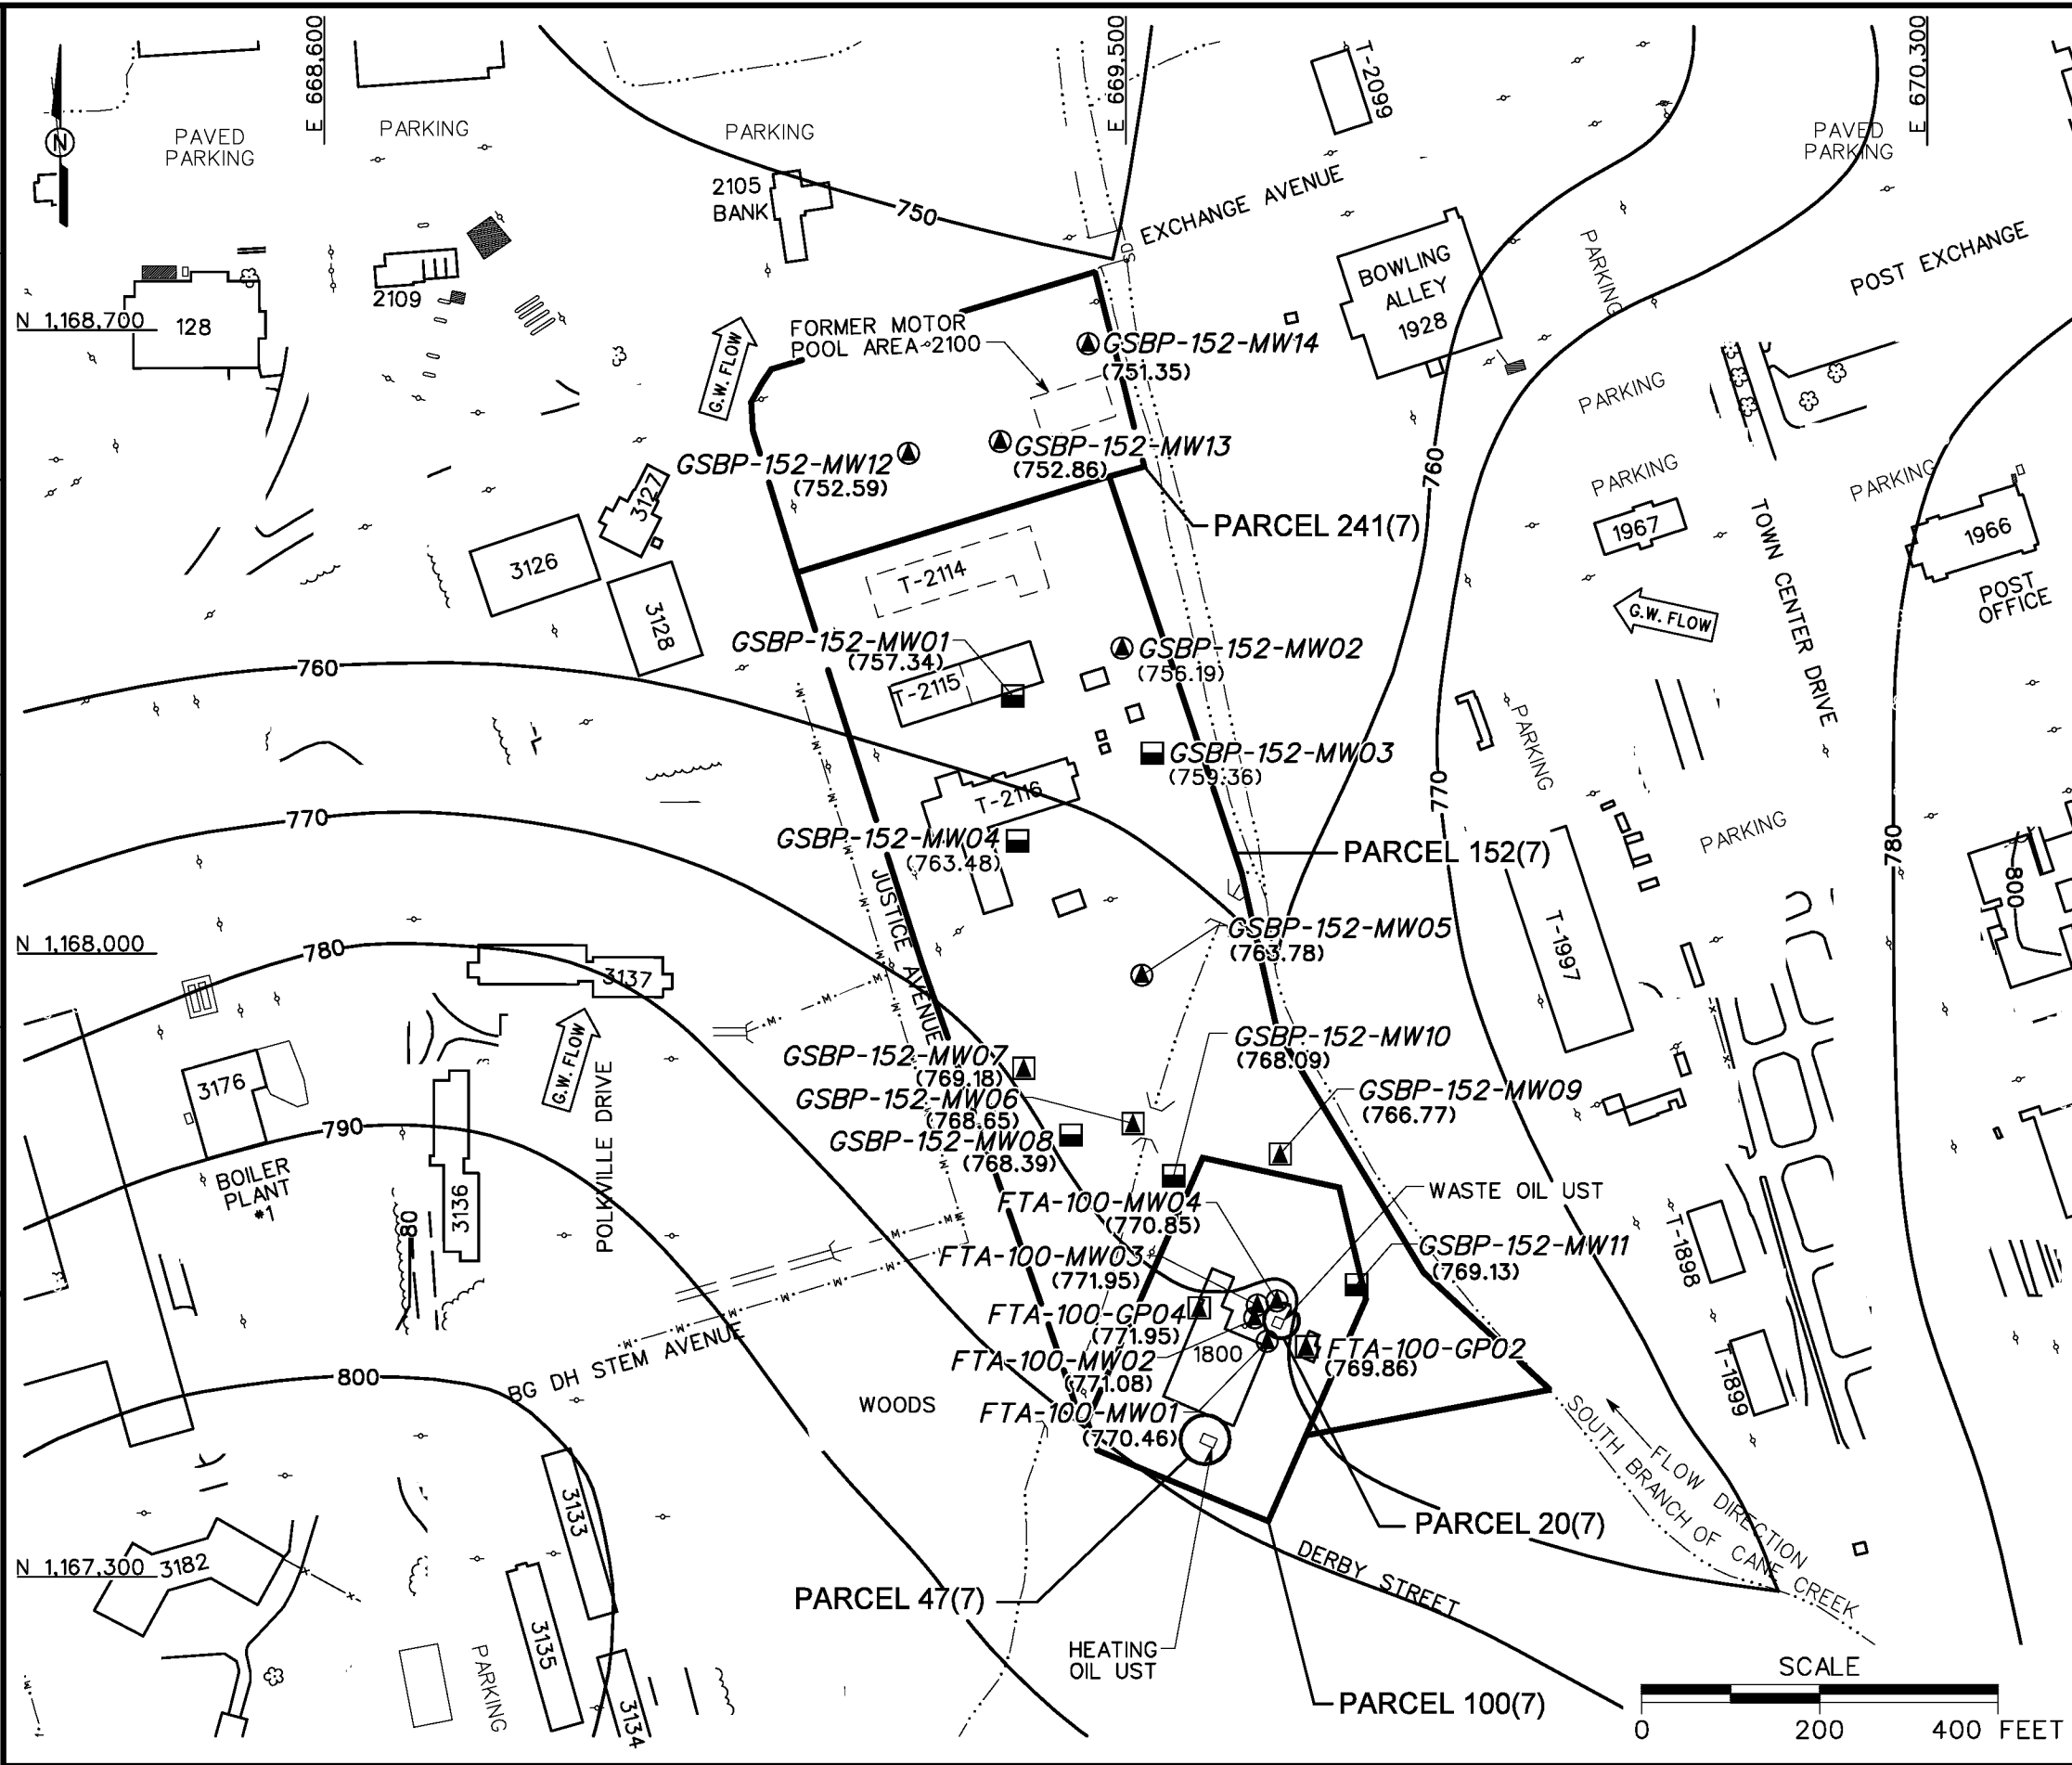 E 668,600
E 669,500
E 670,300
N
PAVED
PARKING
PARKING
PARKING
T-2099
PAVED
PARKING
2105
BANK
750
EXCHANGE AVENUE
SD
PARKING
POST EXCHANGE
BOWLING
ALLEY
1928
2109
N 1,168,700
128
G.W. FLOW
FORMER MOTOR
POOL AREA-2100
GSBP-152-MW14
(751.35)
PARKING
GSBP-152-MW12
(752.59)
GSBP-152-MW13
(752.86)
760
PARKING
PARKING
3127
PARCEL 241(7)
1967
1966
POST
OFFICE
TOWN CENTER DRIVE
3126
T-2114
3128
G.W. FLOW
GSBP-152-MW01
(757.34)
GSBP-152-MW02
(756.19)
760
T-2115
PARKING
GSBP-152-MW03
(759.36)
T-2116
770
770
PARKING
780
GSBP-152-MW04
(763.48)
PARCEL 152(7)
800
JUSTICE AVENUE
GSBP-152-MW05
(763.78)
T-1997
N 1,168,000
780
3137
G.W. FLOW
GSBP-152-MW10
(768.09)
GSBP-152-MW07
(769.18)
3176
GSBP-152-MW09
(766.77)
GSBP-152-MW06
(768.65)
790
GSBP-152-MW08
(768.39)
BOILER
PLANT
#1
3136
80
POLKVILLE DRIVE
FTA-100-MW04
(770.85)
WASTE OIL UST
GSBP-152-MW11
(769.13)
T-1898
FTA-100-MW03
(771.95)
FTA-100-GP04
(771.95)
1800
FTA-100-GP02
(769.86)
FTA-100-MW02
(771.08)
T-1899
BG DH STEM AVENUE
800
WOODS
FTA-100-MW01
(770.46)
FLOW DIRECTION
SOUTH BRANCH OF CANE CREEK
3133
PARCEL 20(7)
N 1,167,300
3182
DERBY STREET
PARCEL 47(7)
3135
PARKING
3134
HEATING
OIL UST
PARCEL 100(7)
SCALE
0 200 400 FEET